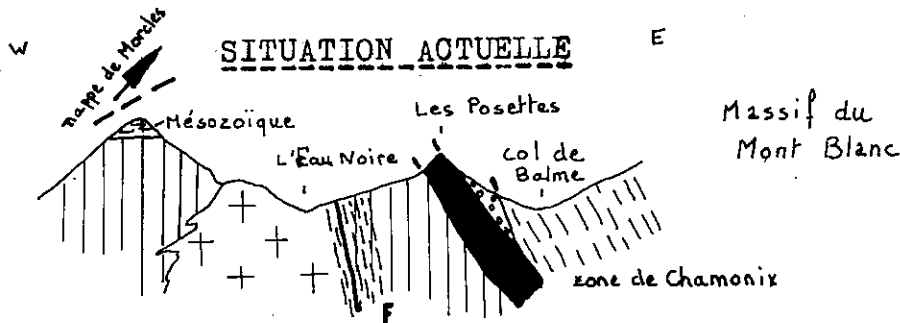 W
SITUATION ACTUELLE
E
nappe de Morcles
Mésozoïque
Les Posettes
L'Eau Noire
Col de
Balme
Massif du
Mont Blanc
zone de Chamonix
F